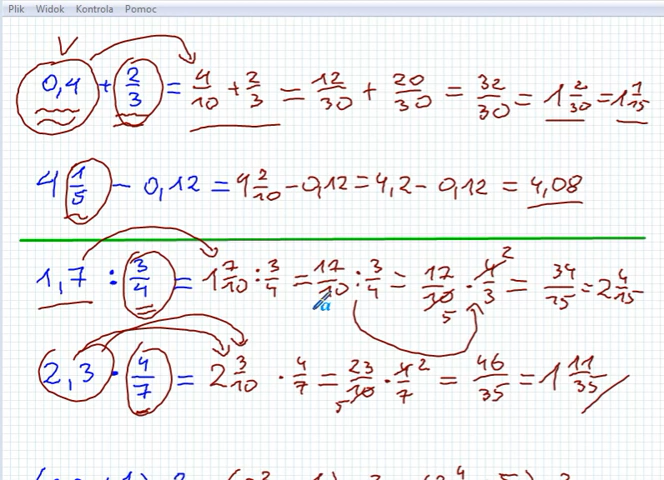 Plik Widok Kontrola Pomoc
0,4 + 2/3 = 4/10 + 2/3 = 12/30 + 20/30 = 32/30 = 1 2/30 = 1 1/15
4 1/5 - 0,12 = 4 2/10 - 0,12 = 4,2 - 0,12 = 4,08
1,7 : 3/4 = 1 7/10 : 3/4 = 17/10 : 3/4 = 17/10 5 · 4/3 2 = 34/15 = 2 4/15
2,3 · 4/7 = 2 3/10 · 4/7 = 23/10 5 · 4/7 2 = 46/35 = 1 11/35